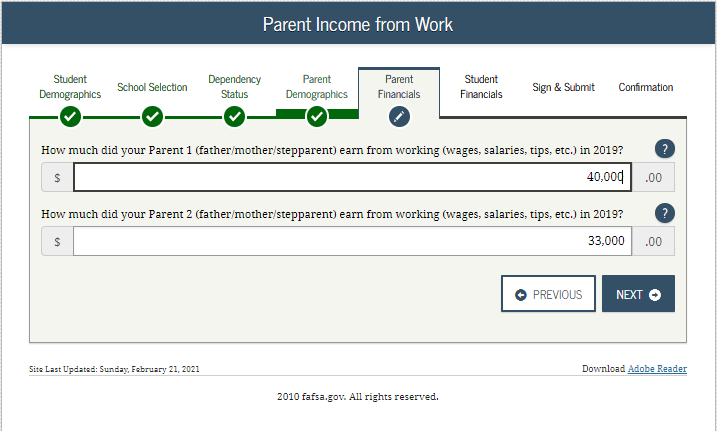 Parent Income from Work
Student Demographics
School Selection
Dependency Status
Parent Demographics
Parent Financials
Student Financials
Sign & Submit
Confirmation
How much did your Parent 1 (father/mother/stepparent) earn from working (wages, salaries, tips, etc.) in 2019? ?
$ 40,000 .00
How much did your Parent 2 (father/mother/stepparent) earn from working (wages, salaries, tips, etc.) in 2019? ?
$ 33,000 .00
PREVIOUS NEXT
Site Last Updated: Sunday, February 21, 2021 Download Adobe Reader
2010 fafsa.gov. All rights reserved.